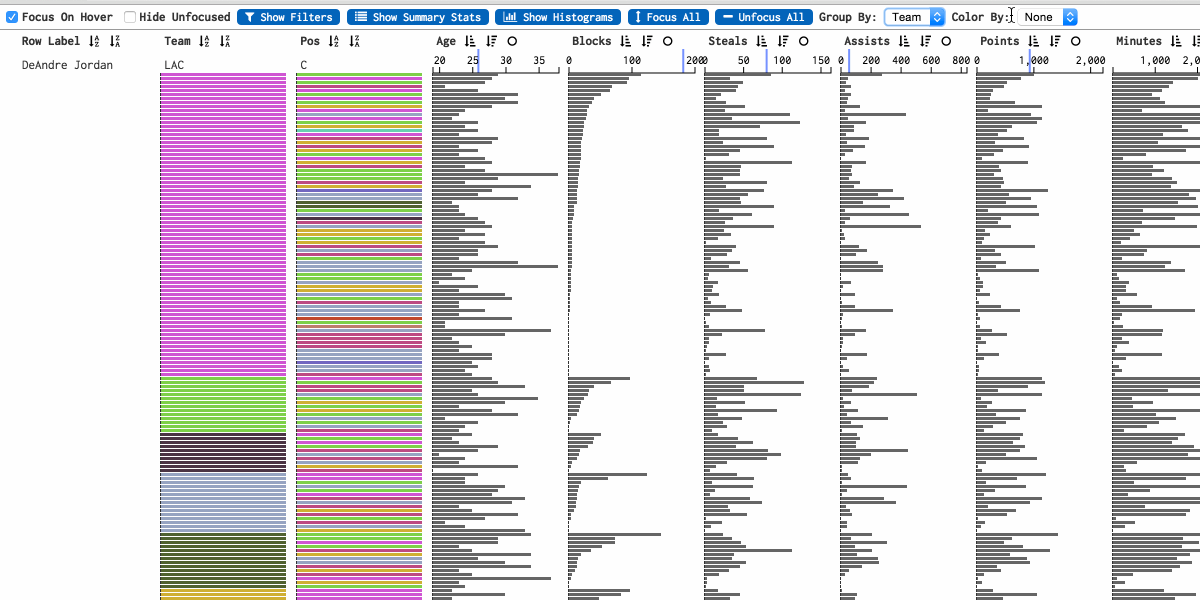 Focus On Hover Hide Unfocused Show Filters Show Summary Stats Show Histograms Focus All Unfocus All Group By: Team Color By: None
Row Label Team Pos Age Blocks Steals Assists Points Minutes
DeAndre Jordan LAC C 20 25 30 35 0 100 200 0 50 100 150 0 200 400 600 800 0 1,000 2,000 0 1,000